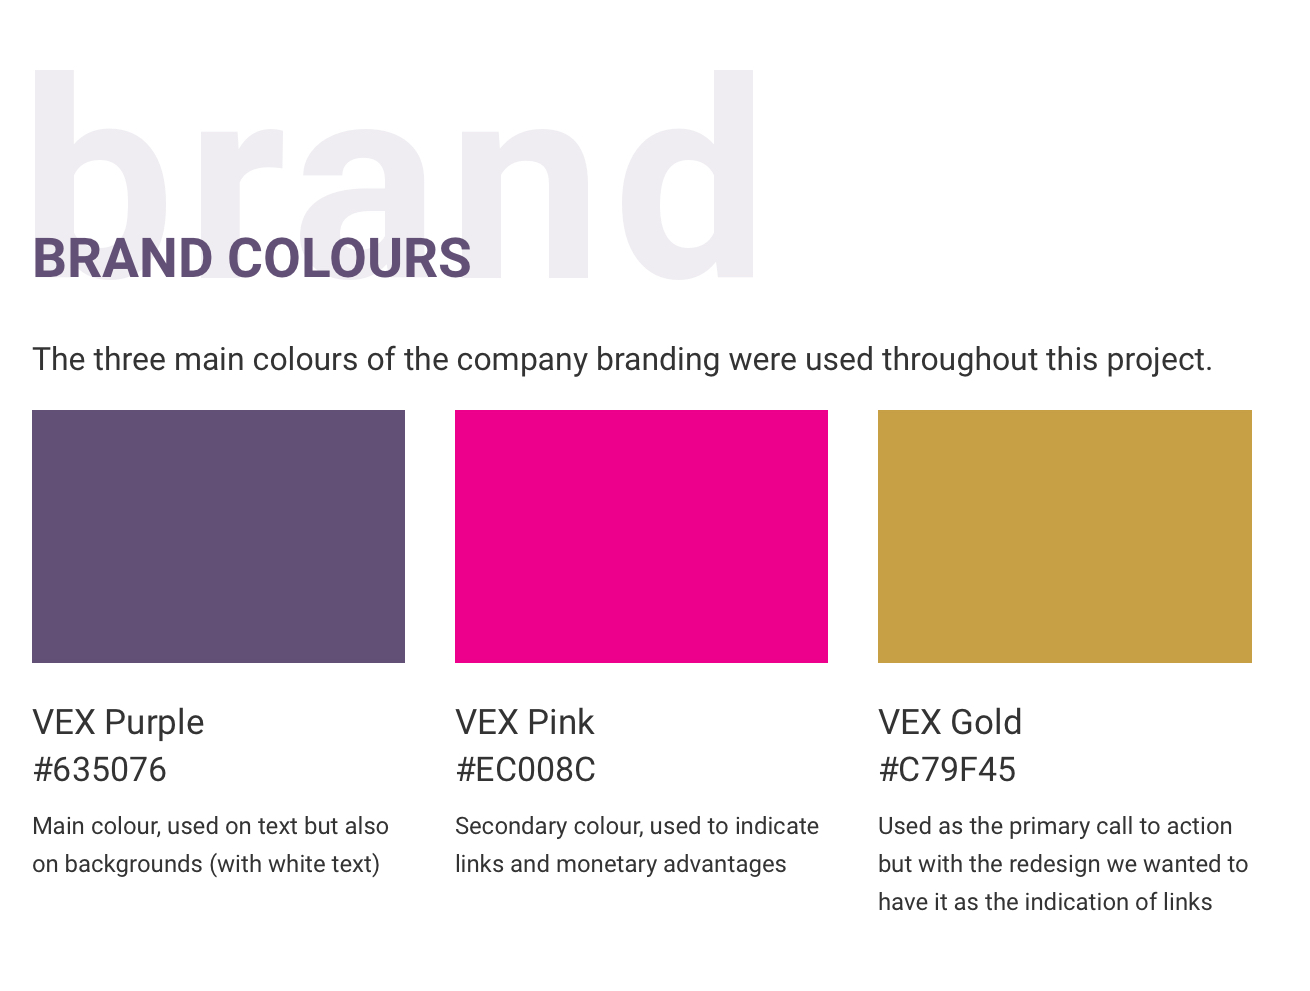 brand
BRAND COLOURS
The three main colours of the company branding were used throughout this project.
VEX Purple
#635076
Main colour, used on text but also
on backgrounds (with white text)
VEX Pink
#EC008C
Secondary colour, used to indicate
links and monetary advantages
VEX Gold
#C79F45
Used as the primary call to action
but with the redesign we wanted to
have it as the indication of links